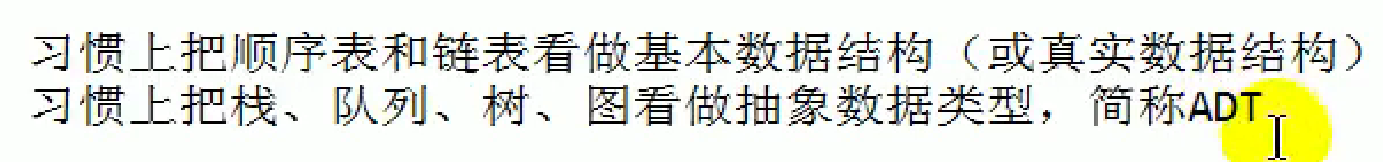 习惯上把顺序表和链表看做基本数据结构（或真实数据结构）
习惯上把栈、队列、树、图看做抽象数据类型，简称ADT